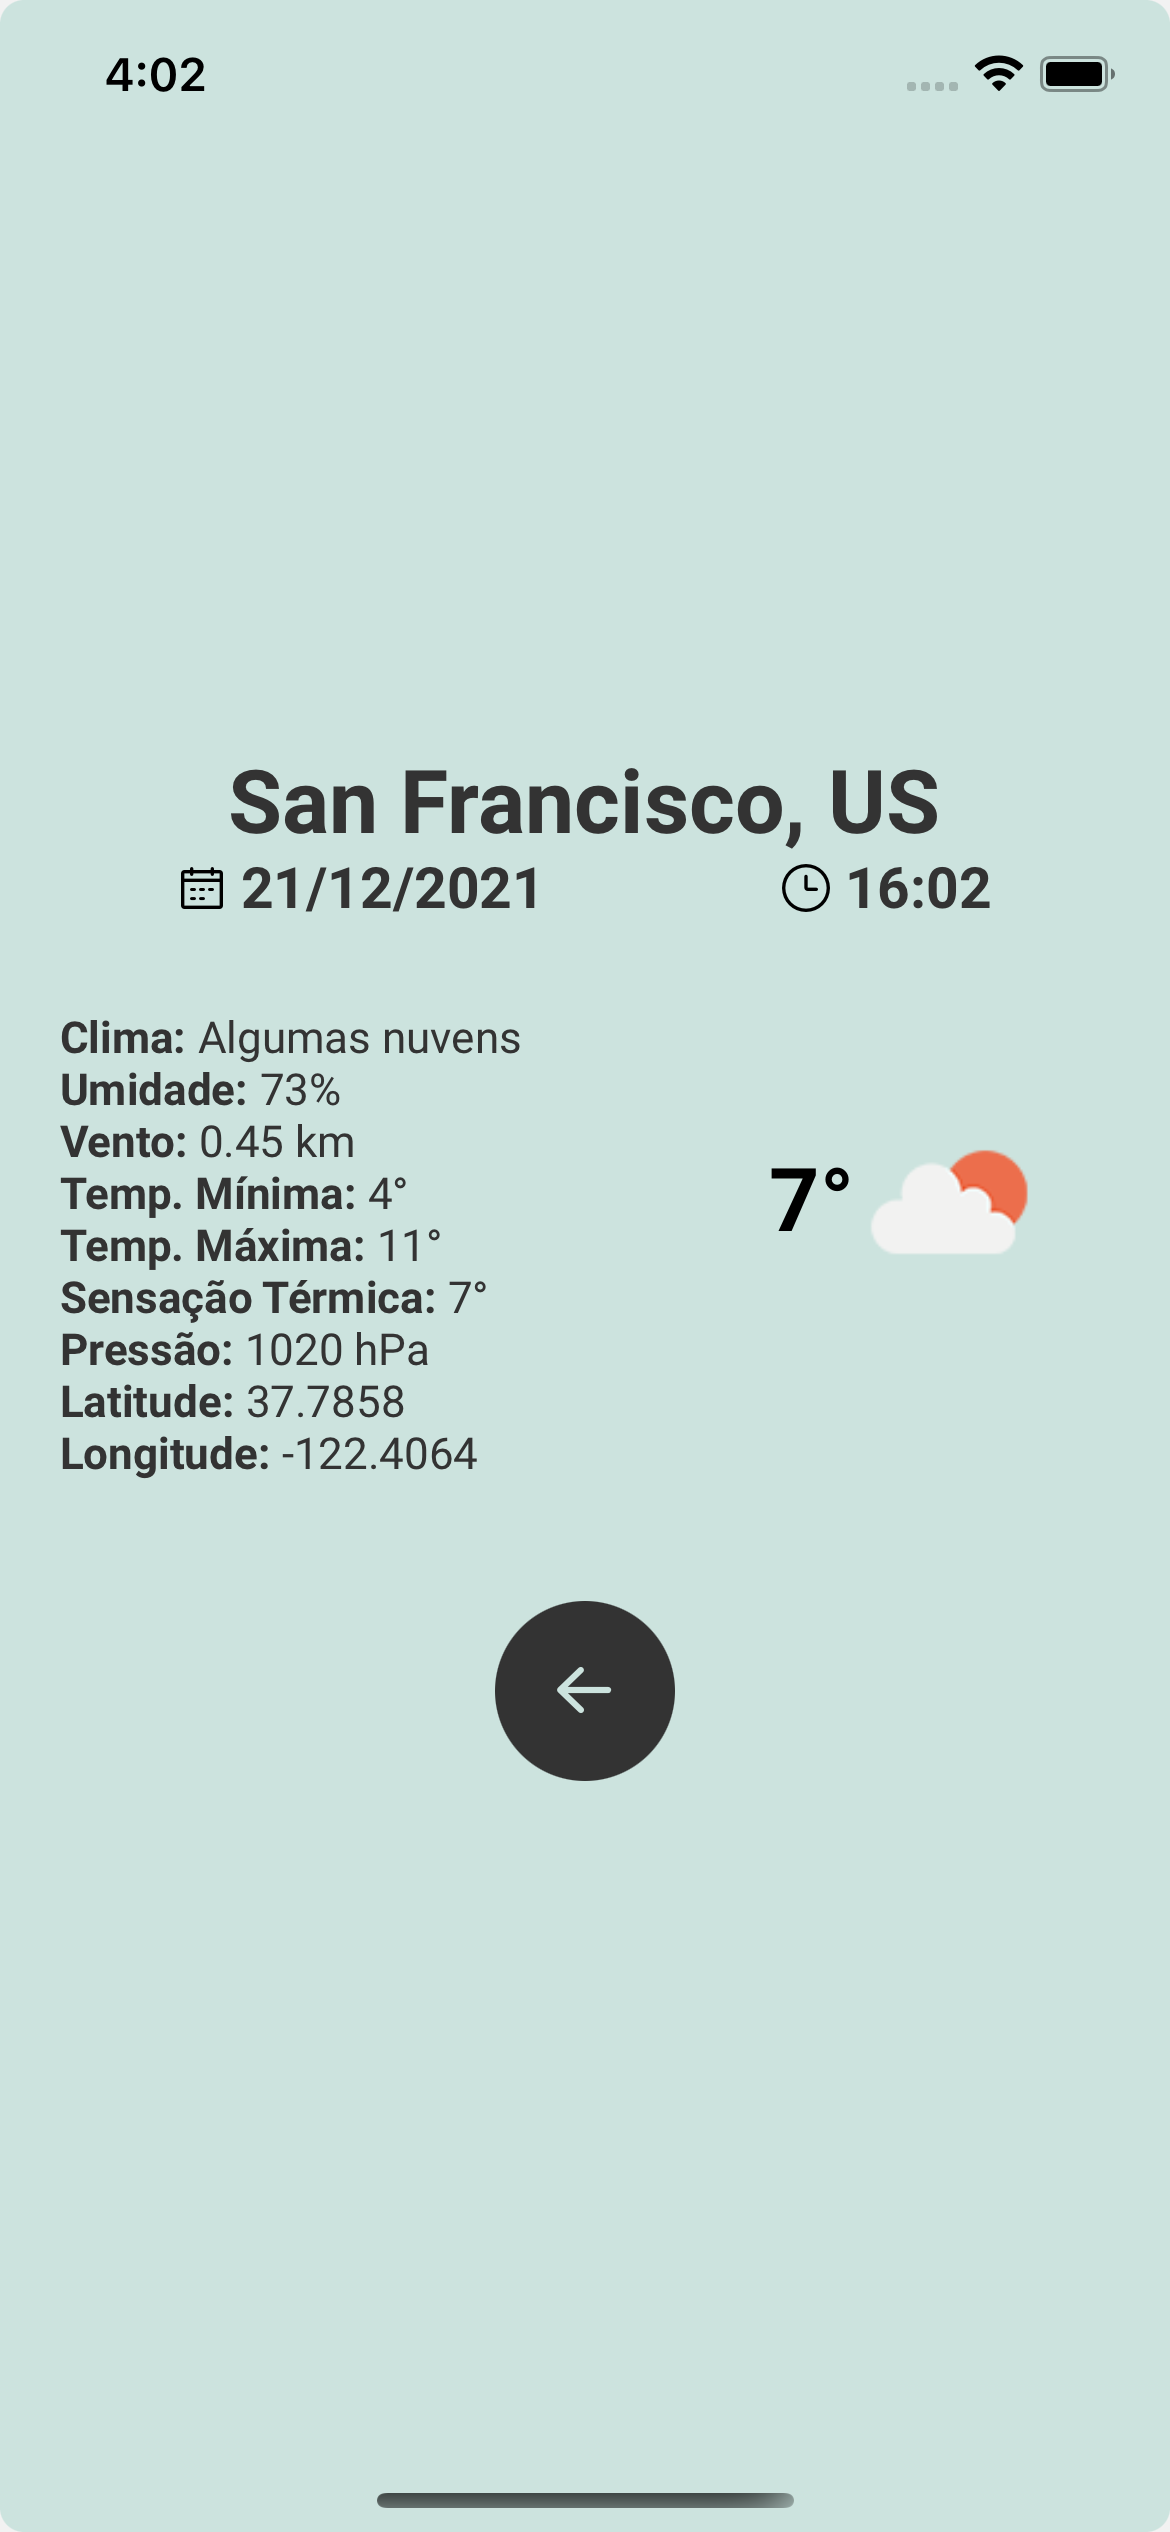 4:02
San Francisco, US
21/12/2021 16:02
Clima: Algumas nuvens
Umidade: 73%
Vento: 0.45 km
Temp. Mínima: 4°
Temp. Máxima: 11°
Sensação Térmica: 7°
Pressão: 1020 hPa
Latitude: 37.7858
Longitude: -122.4064
7°